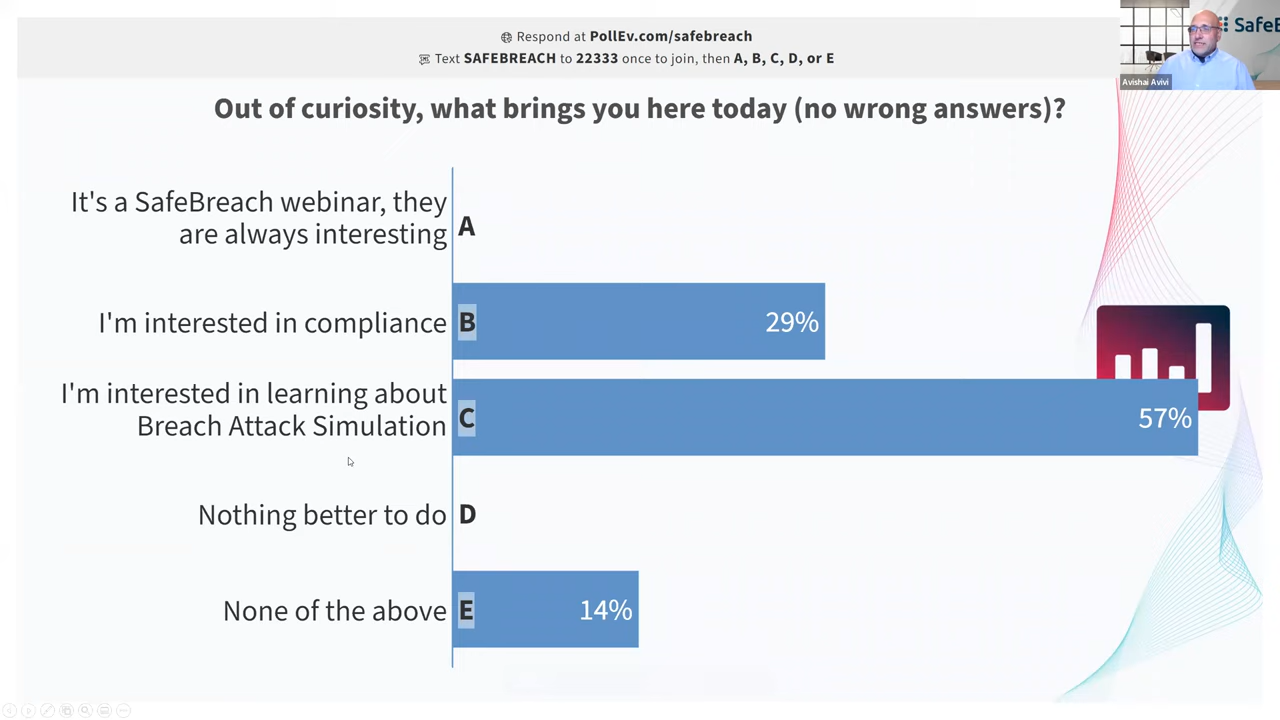 Respond at PollEv.com/safebreach
Text SAFEBREACH to 22333 once to join, then A, B, C, D, or E
SafeB
Avishai Avivi
Out of curiosity, what brings you here today (no wrong answers)?
It's a SafeBreach webinar, they
are always interesting
A
I'm interested in compliance
B
29%
I'm interested in learning about
Breach Attack Simulation
C
57%
Nothing better to do
D
None of the above
E
14%